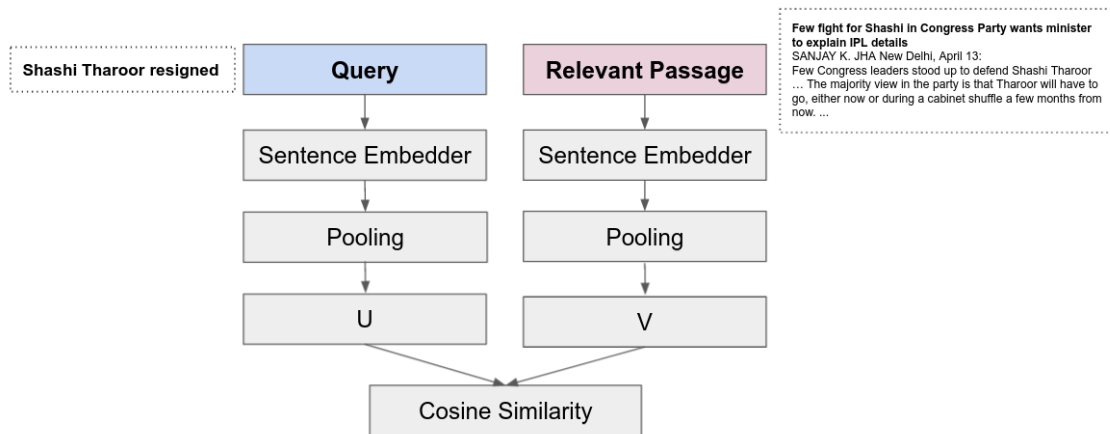 Shashi Tharoor resigned
Query
Relevant Passage
Few fight for Shashi in Congress Party wants minister
to explain IPL details
SANJAY K. JHA New Delhi, April 13:
Few Congress leaders stood up to defend Shashi Tharoor
... The majority view in the party is that Tharoor will have to
go, either now or during a cabinet shuffle a few months from
now. ...
Sentence Embedder
Sentence Embedder
Pooling
Pooling
U
V
Cosine Similarity